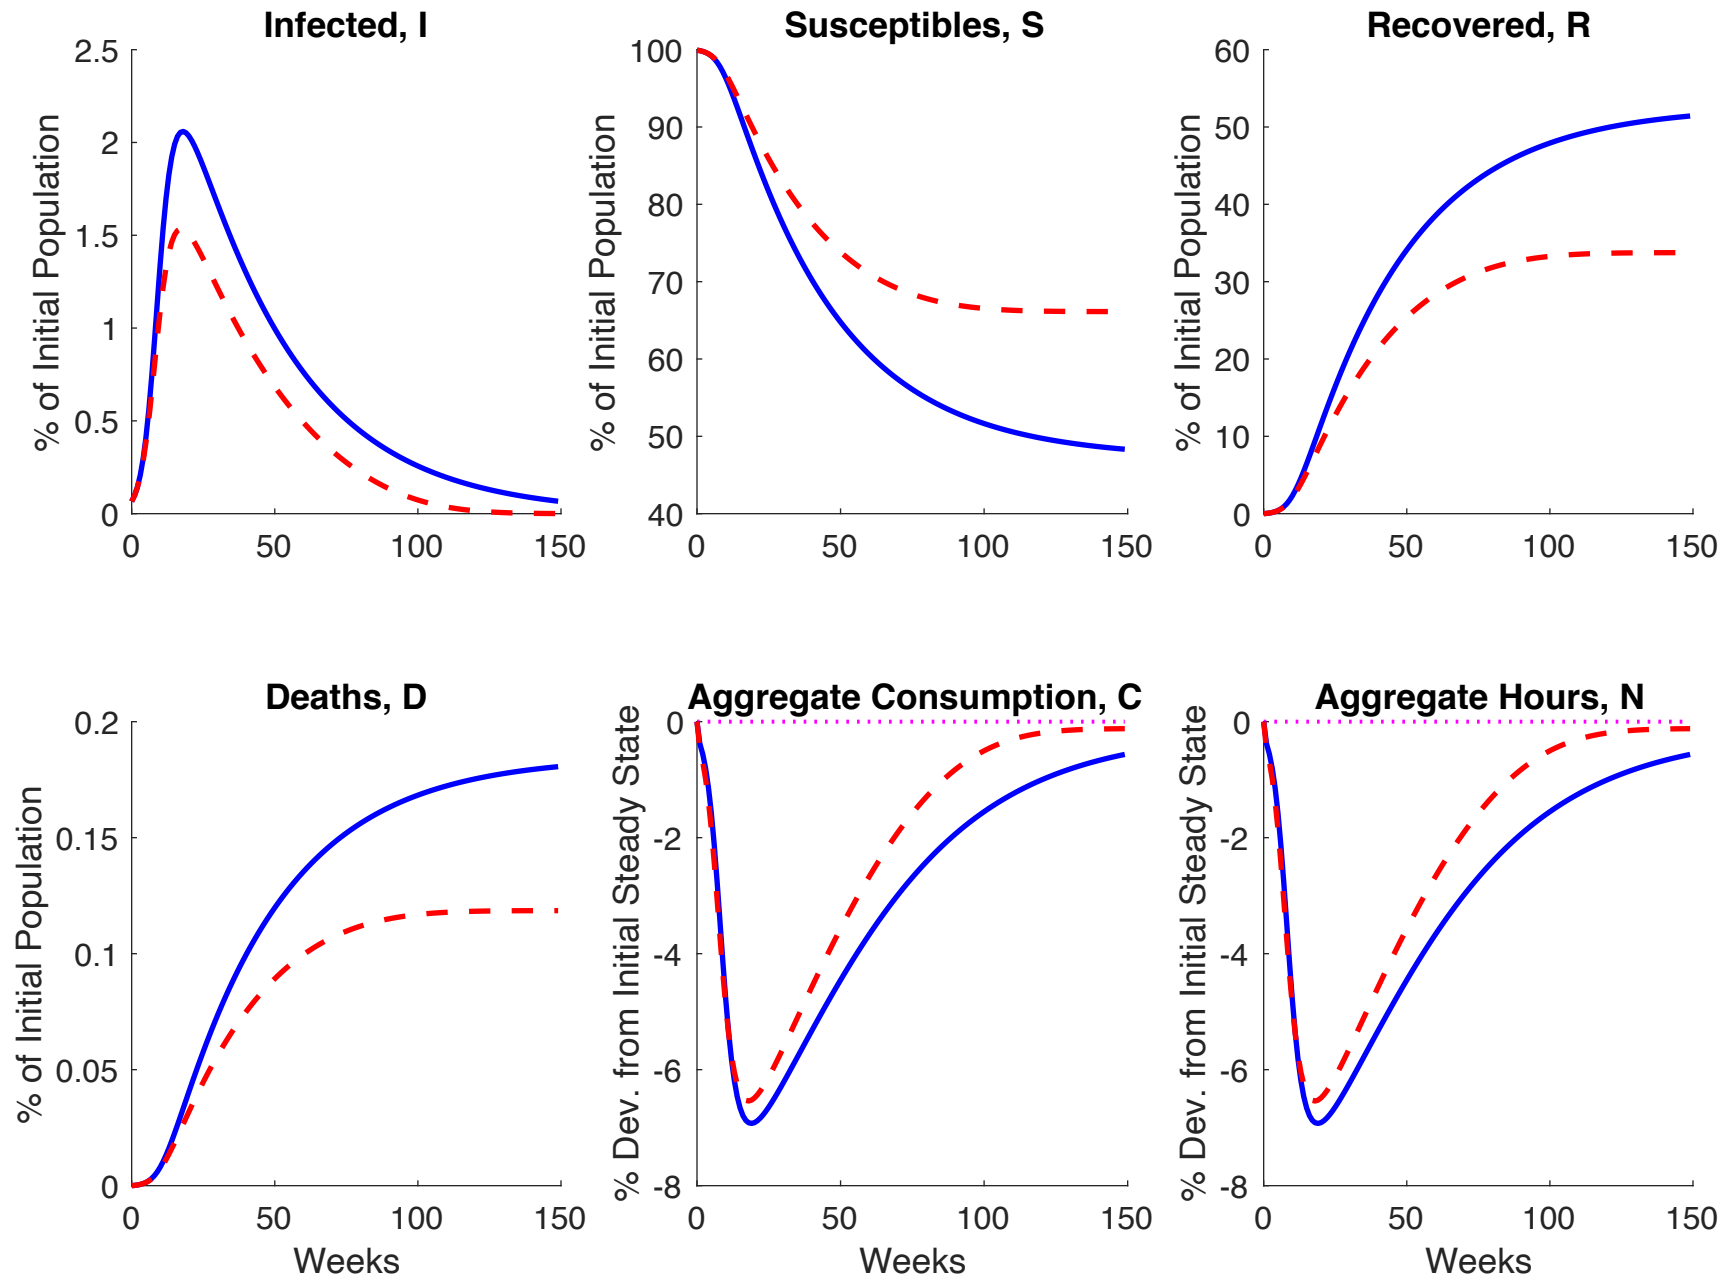 Infected, I
% of Initial Population
2.5
2
1.5
1
0.5
0
0 50 100 150
Susceptibles, S
% of Initial Population
100
90
80
70
60
50
40
0 50 100 150
Recovered, R
% of Initial Population
60
50
40
30
20
10
0
0 50 100 150
Deaths, D
% of Initial Population
0.2
0.15
0.1
0.05
0
0 50 100 150
Weeks
Aggregate Consumption, C
% Dev. from Initial Steady State
0
-2
-4
-6
-8
0 50 100 150
Weeks
Aggregate Hours, N
% Dev. from Initial Steady State
0
-2
-4
-6
-8
0 50 100 150
Weeks